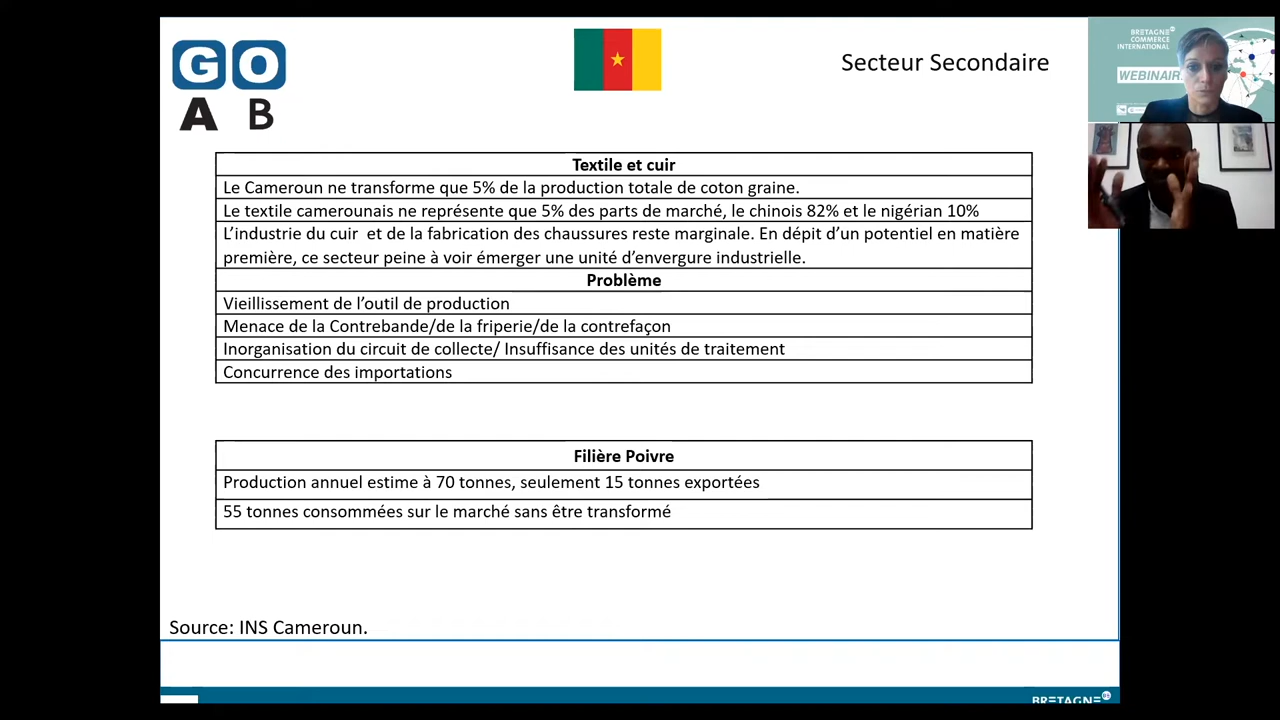 GO
A B
Secteur Secondaire
BRETAGNE
COMMERCE
INTERNATIONAL
WEBINAIR
Textile et cuir
Le Cameroun ne transforme que 5% de la production totale de coton graine.
Le textile camerounais ne représente que 5% des parts de marché, le chinois 82% et le nigérian 10%
L’industrie du cuir et de la fabrication des chaussures reste marginale. En dépit d’un potentiel en matière
première, ce secteur peine à voir émerger une unité d’envergure industrielle.
Problème
Vieillissement de l’outil de production
Menace de la Contrebande/de la friperie/de la contrefaçon
Inorganisation du circuit de collecte/ Insuffisance des unités de traitement
Concurrence des importations
Filière Poivre
Production annuel estime à 70 tonnes, seulement 15 tonnes exportées
55 tonnes consommées sur le marché sans être transformé
Source: INS Cameroun.
BRETAGNE